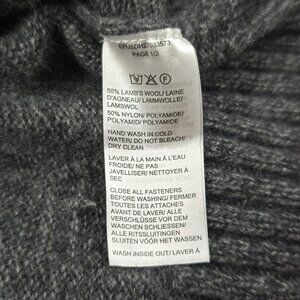 PAGE 1/2
50% LAMB'S WOOL/ LAINE
D'AGNEAU/ LAMMWOLLE/
LAMSWOL
50% NYLON/ POLYAMIDE/
POLYAMID/ POLYAMIDE
HAND WASH IN COLD
WATER/ DO NOT BLEACH/
DRY CLEAN
LAVER À LA MAIN À L'EAU
FROIDE/ NE PAS
JAVELLISER/ NETTOYER À
SEC
CLOSE ALL FASTENERS
BEFORE WASHING/ FERMER
TOUTES LES ATTACHES
AVANT DE LAVER/ ALLE
VERSCHLÜSSE VOR DEM
WASCHEN SCHLIESSEN/
ALLE RITSSLUITINGEN
SLUITEN VÓÓR HET WASSEN
WASH INSIDE OUT/ LAVER À